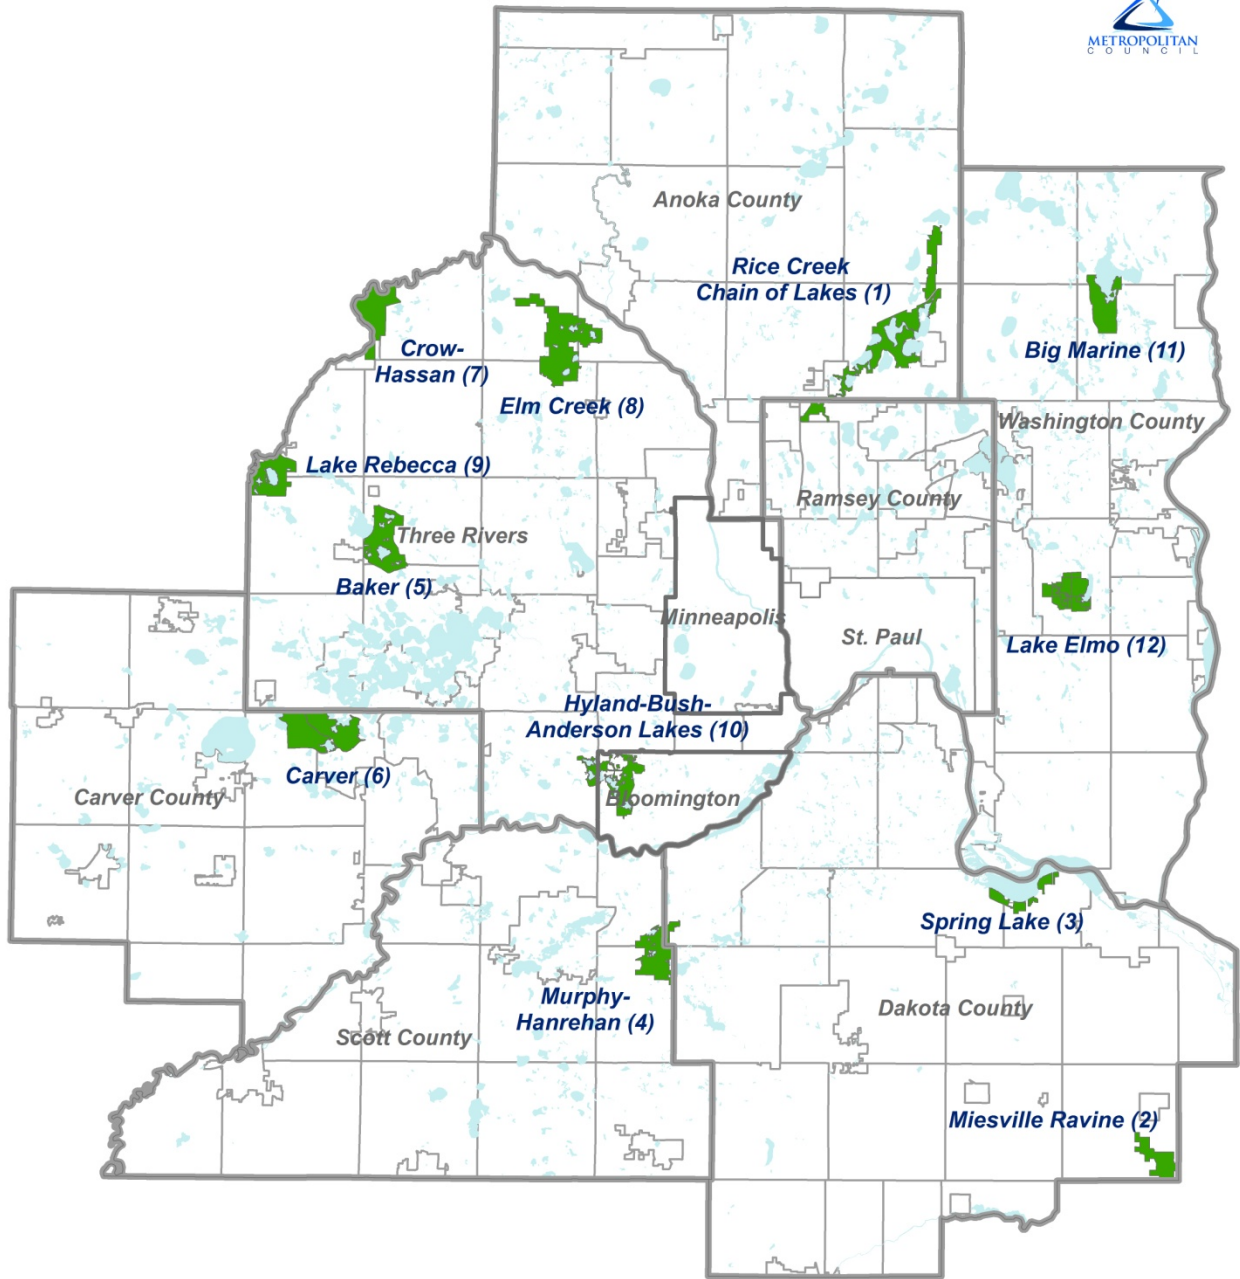 METROPOLITAN
COUNCIL
Anoka County
Rice Creek
Chain of Lakes (1)
Crow-
Hassan (7)
Big Marine (11)
Elm Creek (8)
Washington County
Lake Rebecca (9)
Ramsey County
Three Rivers
Baker (5)
Minneapolis
St. Paul
Lake Elmo (12)
Hyland-Bush-
Anderson Lakes (10)
Carver (6)
Carver County
Bloomington
Spring Lake (3)
Murphy-
Hanrehan (4)
Dakota County
Scott County
Miesville Ravine (2)